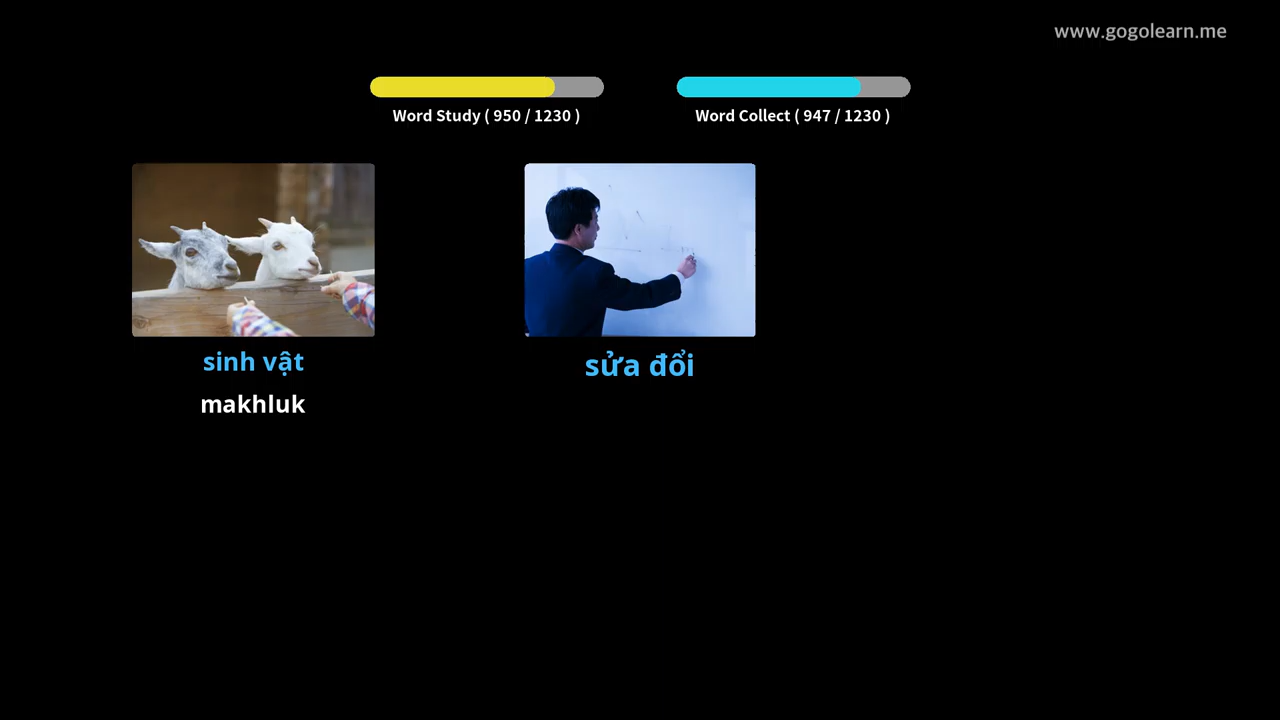 www.gogolearn.me
Word Study ( 950 / 1230 )
Word Collect ( 947 / 1230 )
sinh vật
makhluk
sửa đổi